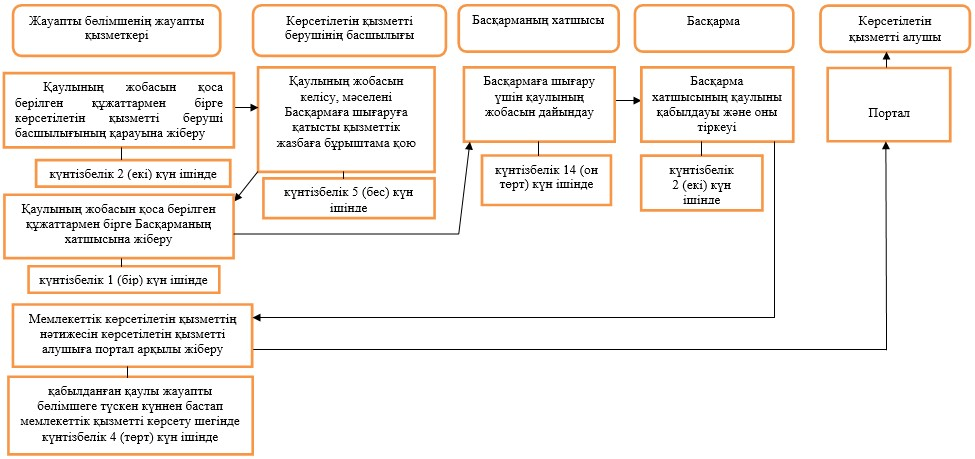 Жауапты бөлімшенің жауапты
қызметкері
Көрсетілетін қызметті
берушінің басшылығы
Басқарманың хатшысы
Басқарма
Көрсетілетін
қызметті алушы
Қаулының жобасын қоса
берілген құжаттармен бірге
көрсетілетін қызметті беруші
басшылығының қарауына жіберу
күнтізбелік 2 (екі) күн ішінде
Қаулының жобасын
келісу, мәселені
Басқармаға шығаруға
қатысты қызметтік
жазбаға бұрыштама қою
күнтізбелік 5 (бес) күн
ішінде
Басқармаға шығару
үшін қаулының
жобасын дайындау
күнтізбелік 14 (он
төрт) күн ішінде
Басқарма
хатшысының қаулыны
қабылдауы және оны
тіркеуі
күнтізбелік
2 (екі) күн
ішінде
Портал
Қаулының жобасын қоса берілген
құжаттармен бірге Басқарманың
хатшысына жіберу
күнтізбелік 1 (бір) күн ішінде
Мемлекеттік көрсетілетін қызметтің
нәтижесін көрсетілетін қызметті
алушыға портал арқылы жіберу
қабылданған қаулы жауапты
бөлімшеге түскен күннен бастап
мемлекеттік қызметті көрсету шегінде
күнтізбелік 4 (төрт) күн ішінде